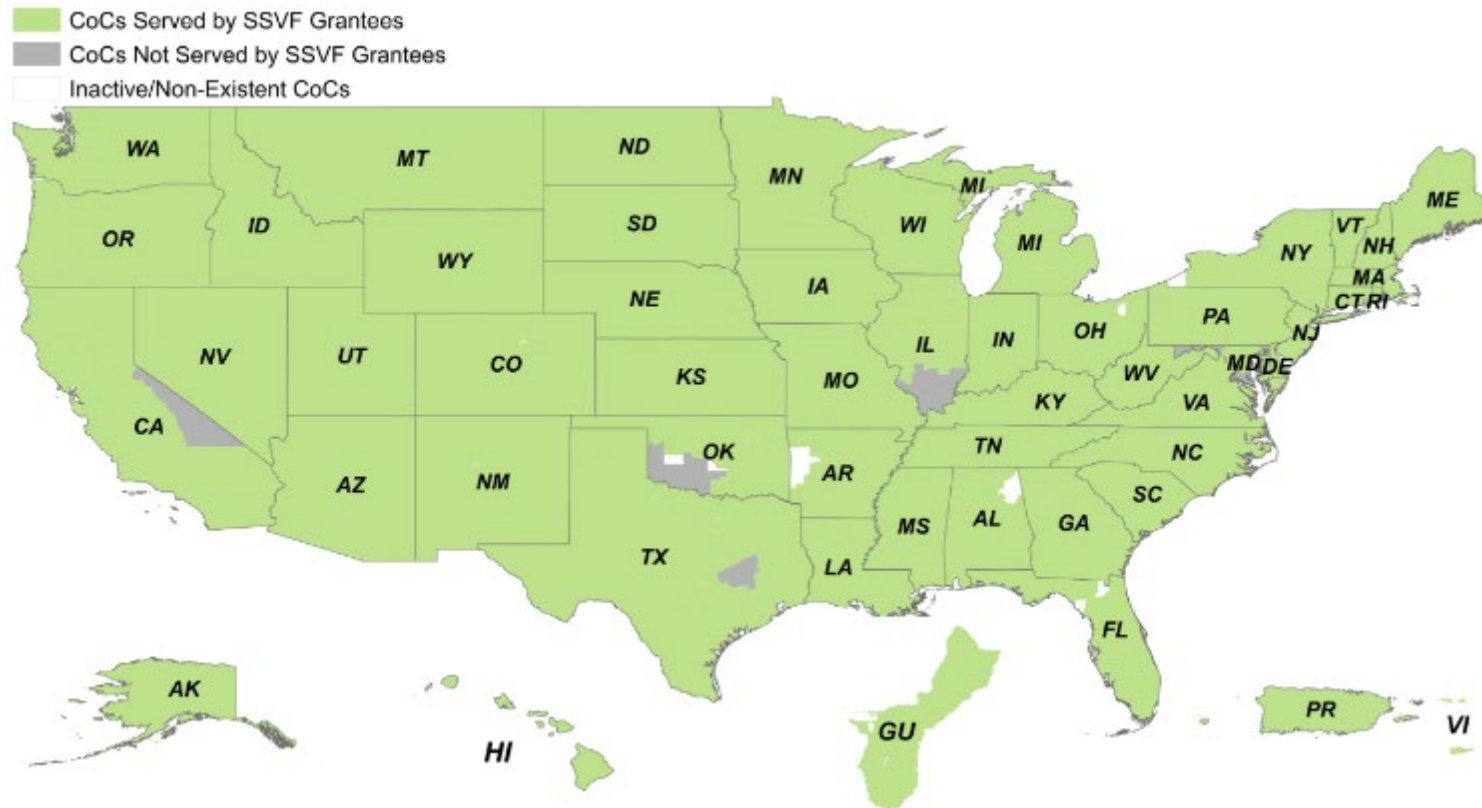 CoCs Served by SSVF Grantees
CoCs Not Served by SSVF Grantees
Inactive/Non-Existent CoCs
WA
MT
ND
MN
MI
ME
OR
ID
SD
WI
MI
VT
NH
NY
WY
MA
IA
NE
CT
RI
PA
NV
UT
CO
IL
IN
OH
NJ
KS
MO
WV
MD
DE
CA
KY
VA
OK
TN
NC
AZ
NM
AR
SC
MS
AL
GA
TX
LA
FL
AK
HI
GU
PR
VI